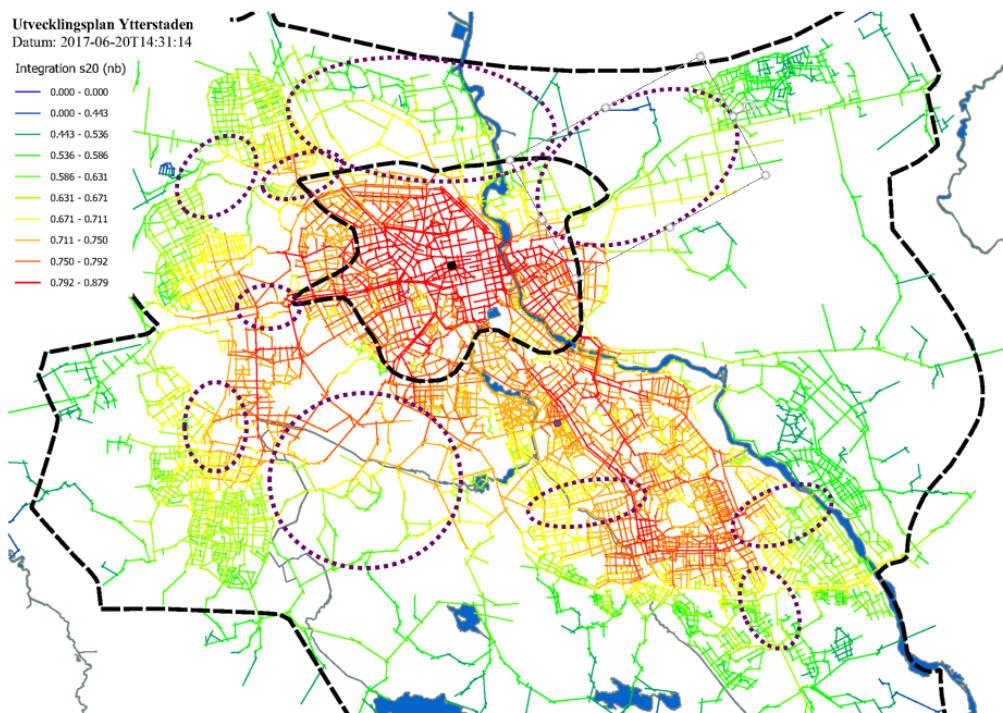 Utvecklingsplan Ytterstaden
Datum: 2017-06-20T14:31:14
Integration s20 (nb)
0.000 - 0.000
0.000 - 0.443
0.443 - 0.536
0.536 - 0.586
0.586 - 0.631
0.631 - 0.671
0.671 - 0.711
0.711 - 0.750
0.750 - 0.792
0.792 - 0.879